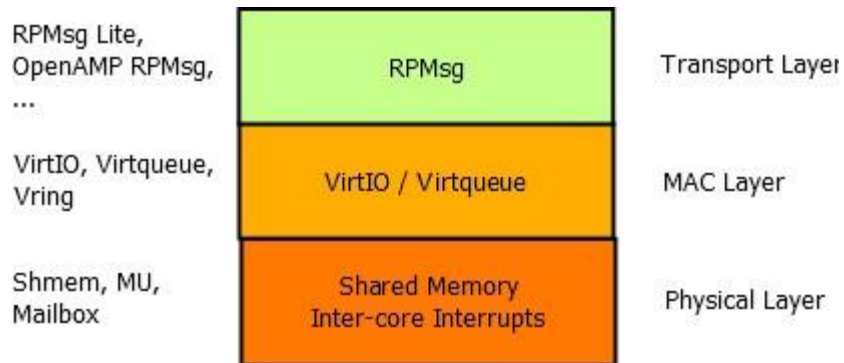 RPMsg Lite,
OpenAMP RPMsg,
...
RPMsg
Transport Layer
VirtIO, Virtqueue,
Vring
VirtIO / Virtqueue
MAC Layer
Shmem, MU,
Mailbox
Shared Memory
Inter-core Interrupts
Physical Layer